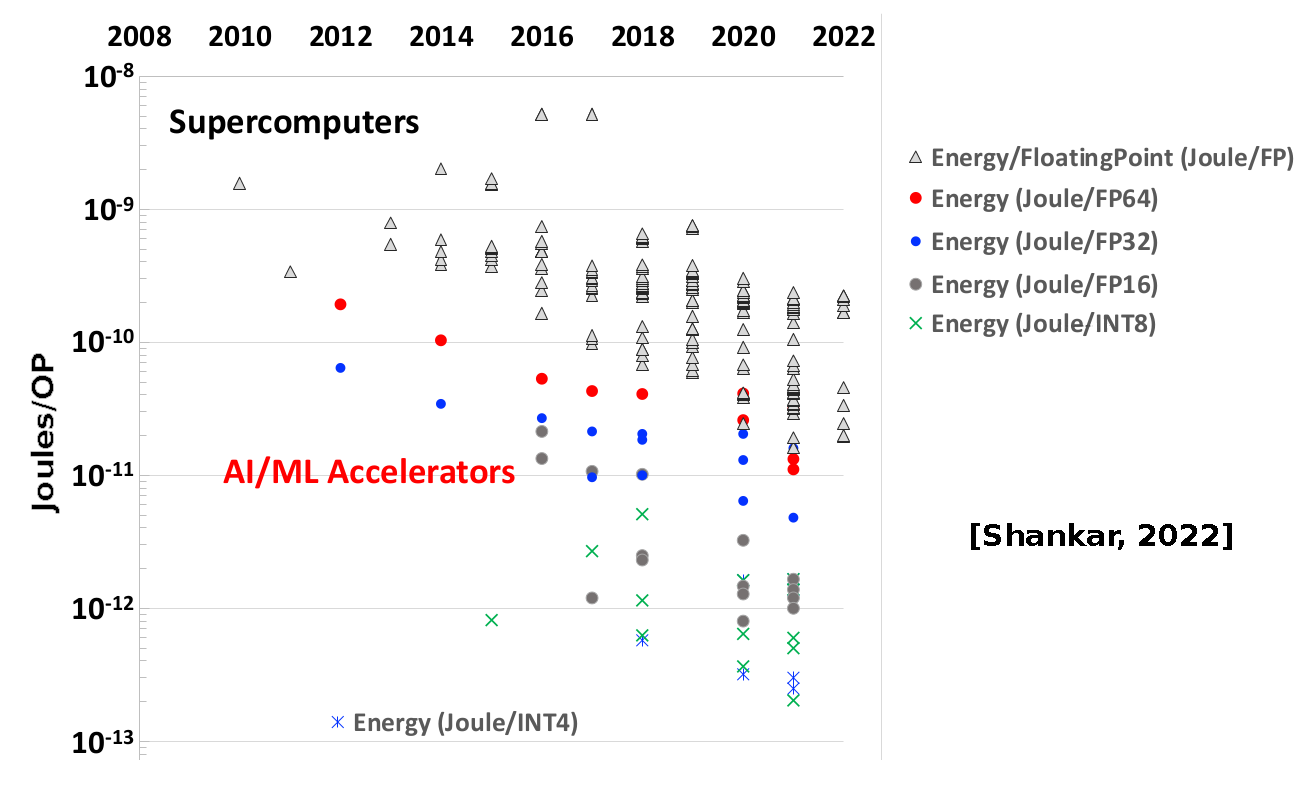 2008 2010 2012 2014 2016 2018 2020 2022
10-8
Supercomputers
Energy/FloatingPoint (Joule/FP)
10-9
Energy (Joule/FP64)
Energy (Joule/FP32)
Energy (Joule/FP16)
Energy (Joule/INT8)
10-10
Joules/OP
AI/ML Accelerators
10-11
[Shankar, 2022]
10-12
Energy (Joule/INT4)
10-13